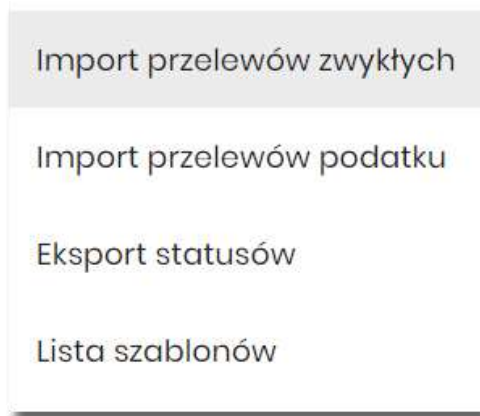 Import przelewów zwykłych
Import przelewów podatku
Eksport statusów
Lista szablonów